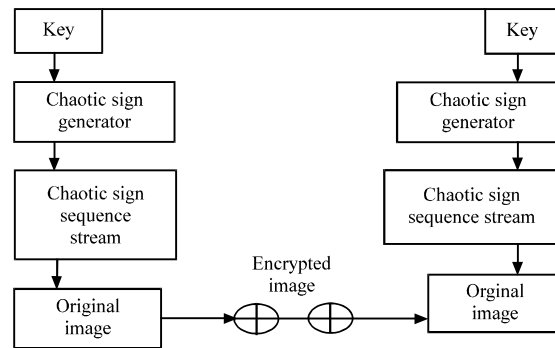 Key
Chaotic sign
generator
Chaotic sign
sequence
stream
Original
image
Encrypted
image
Key
Chaotic sign
generator
Chaotic sign
sequence stream
Orginal
image